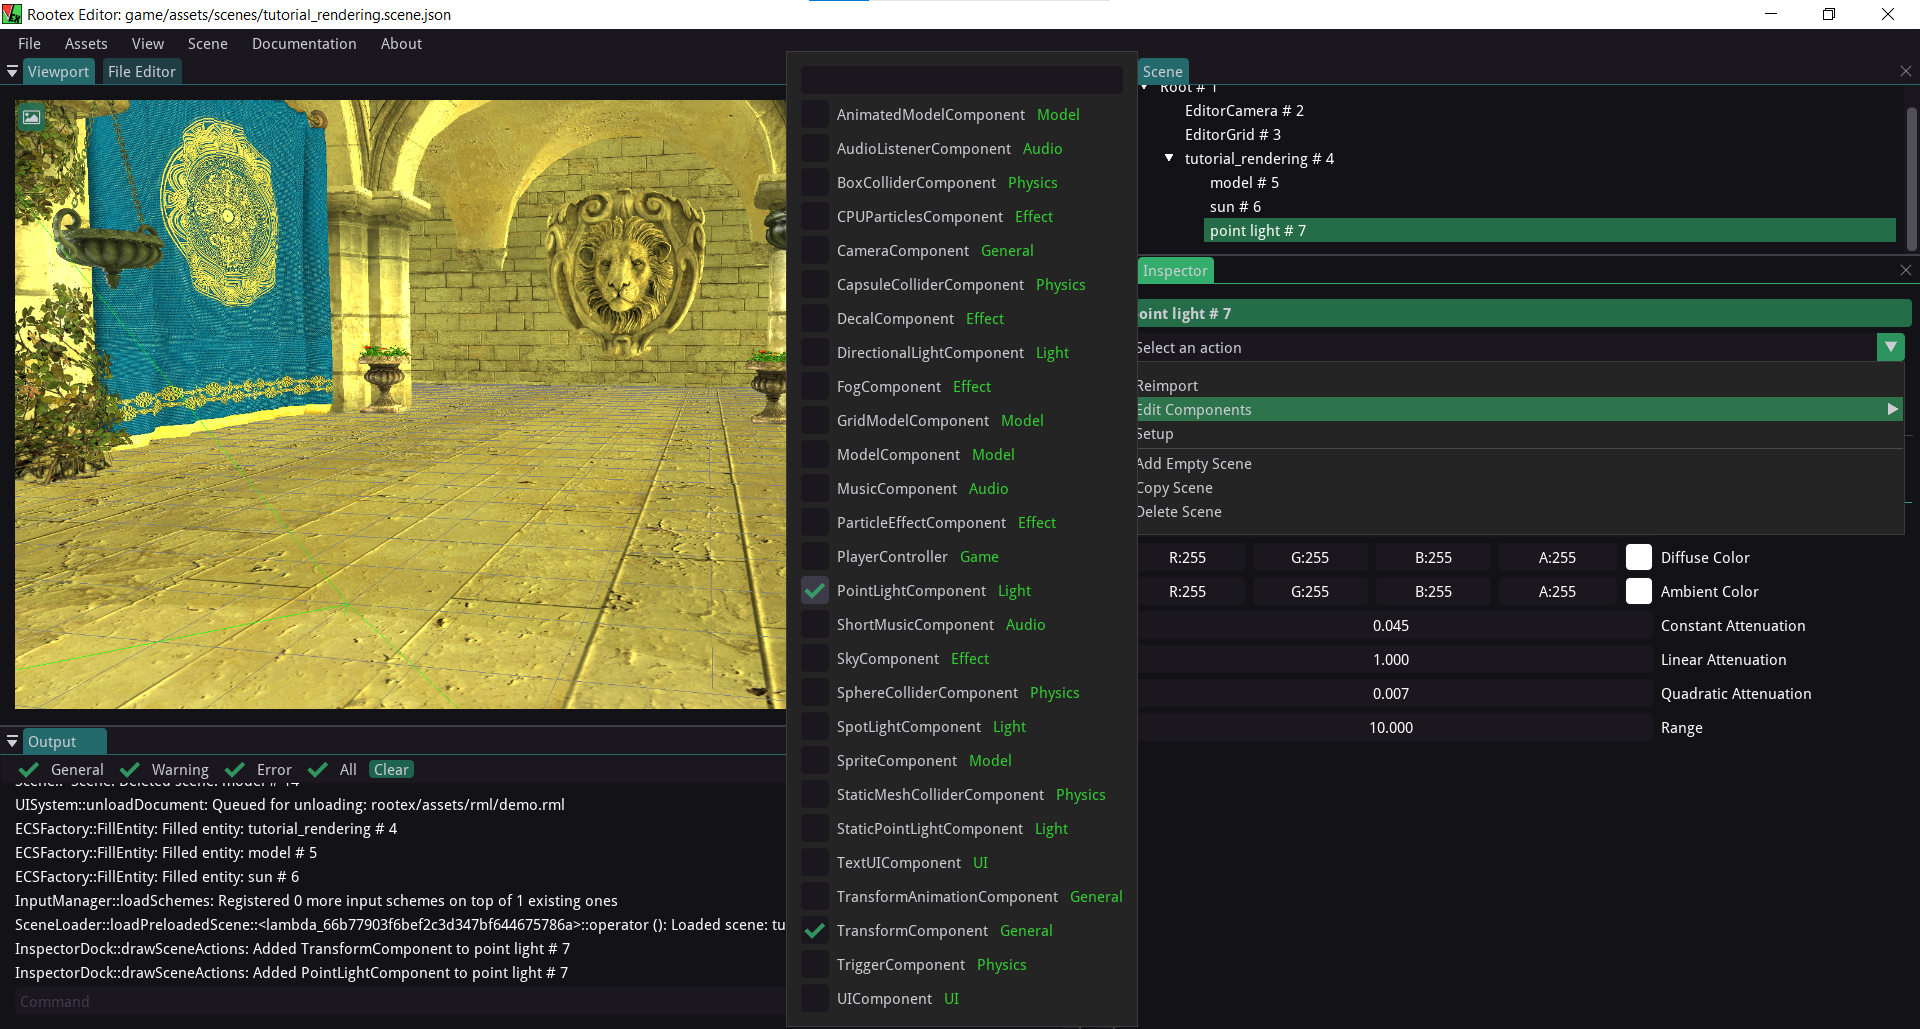 Rootex Editor: game/assets/scenes/tutorial_rendering.scene.json
File Assets View Scene Documentation About
Viewport File Editor
AnimatedModelComponent Model
AudioListenerComponent Audio
BoxColliderComponent Physics
CPUParticlesComponent Effect
CameraComponent General
CapsuleColliderComponent Physics
DecalComponent Effect
DirectionalLightComponent Light
FogComponent Effect
GridModelComponent Model
ModelComponent Model
MusicComponent Audio
ParticleEffectComponent Effect
PlayerController Game
PointLightComponent Light
ShortMusicComponent Audio
SkyComponent Effect
SphereColliderComponent Physics
SpotLightComponent Light
SpriteComponent Model
StaticMeshColliderComponent Physics
StaticPointLightComponent Light
TextUIComponent UI
TransformAnimationComponent General
TransformComponent General
TriggerComponent Physics
UIComponent UI
Scene
Root # 1
EditorCamera # 2
EditorGrid # 3
tutorial_rendering # 4
model # 5
sun # 6
point light # 7
Inspector
oint light # 7
Select an action
Reimport
Edit Components
Setup
Add Empty Scene
Copy Scene
Delete Scene
R:255 G:255 B:255 A:255 Diffuse Color
R:255 G:255 B:255 A:255 Ambient Color
0.045 Constant Attenuation
1.000 Linear Attenuation
0.007 Quadratic Attenuation
10.000 Range
Output
General Warning Error All Clear
Scene::~Scene: Deleted scene: model # 14
UISystem::unloadDocument: Queued for unloading: rootex/assets/rml/demo.rml
ECSFactory::FillEntity: Filled entity: tutorial_rendering # 4
ECSFactory::FillEntity: Filled entity: model # 5
ECSFactory::FillEntity: Filled entity: sun # 6
InputManager::loadSchemes: Registered 0 more input schemes on top of 1 existing ones
SceneLoader::loadPreloadedScene::<lambda_66b77903f6bef2c3d347bf644675786a>::operator (): Loaded scene: tu
InspectorDock::drawSceneActions: Added TransformComponent to point light # 7
InspectorDock::drawSceneActions: Added PointLightComponent to point light # 7
Command